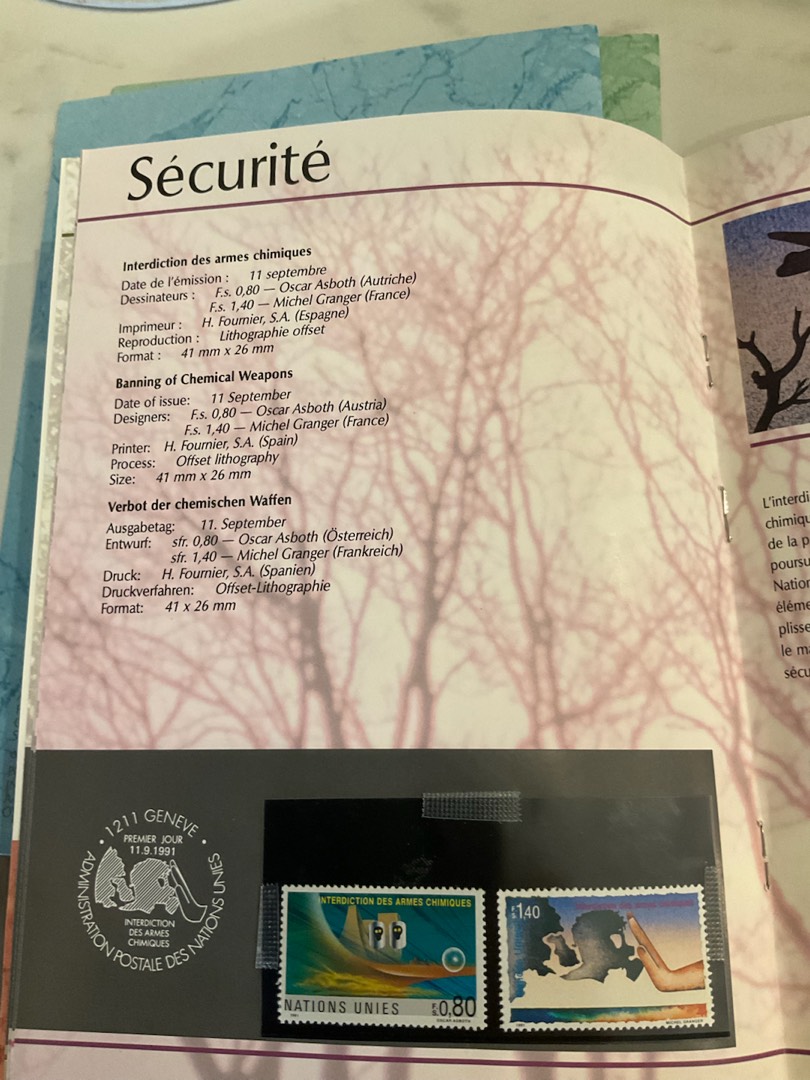 Sécurité
Interdiction des armes chimiques
Date de l'émission : 11 septembre
Dessinateurs : F.s. 0,80 — Oscar Asboth (Autriche)
F.s. 1,40 — Michel Granger (France)
Imprimeur : H. Fournier, S.A. (Espagne)
Reproduction : Lithographie offset
Format : 41 mm x 26 mm
Banning of Chemical Weapons
Date of issue: 11 September
Designers: F.s. 0,80 — Oscar Asboth (Austria)
F.s. 1,40 — Michel Granger (France)
Printer: H. Fournier, S.A. (Spain)
Process: Offset lithography
Size: 41 mm x 26 mm
Verbot der chemischen Waffen
Ausgabetag: 11. September
Entwurf: sfr. 0,80 — Oscar Asboth (Österreich)
sfr. 1,40 — Michel Granger (Frankreich)
Druck: H. Fournier, S.A. (Spanien)
Druckverfahren: Offset-Lithographie
Format: 41 x 26 mm
L'interdi
chimiqu
de la p
poursu
Nation
éléme
plisse
le ma
sécu
1211 GENÈVE
PREMIER JOUR
11.9.1991
INTERDICTION
DES ARMES
CHIMIQUES
ADMINISTRATION POSTALE DES NATIONS UNIES
INTERDICTION DES ARMES CHIMIQUES
NATIONS UNIES
F.S. 0,80
OSCAR ASBOTH
F.S. 1,40
MICHEL GRANGER